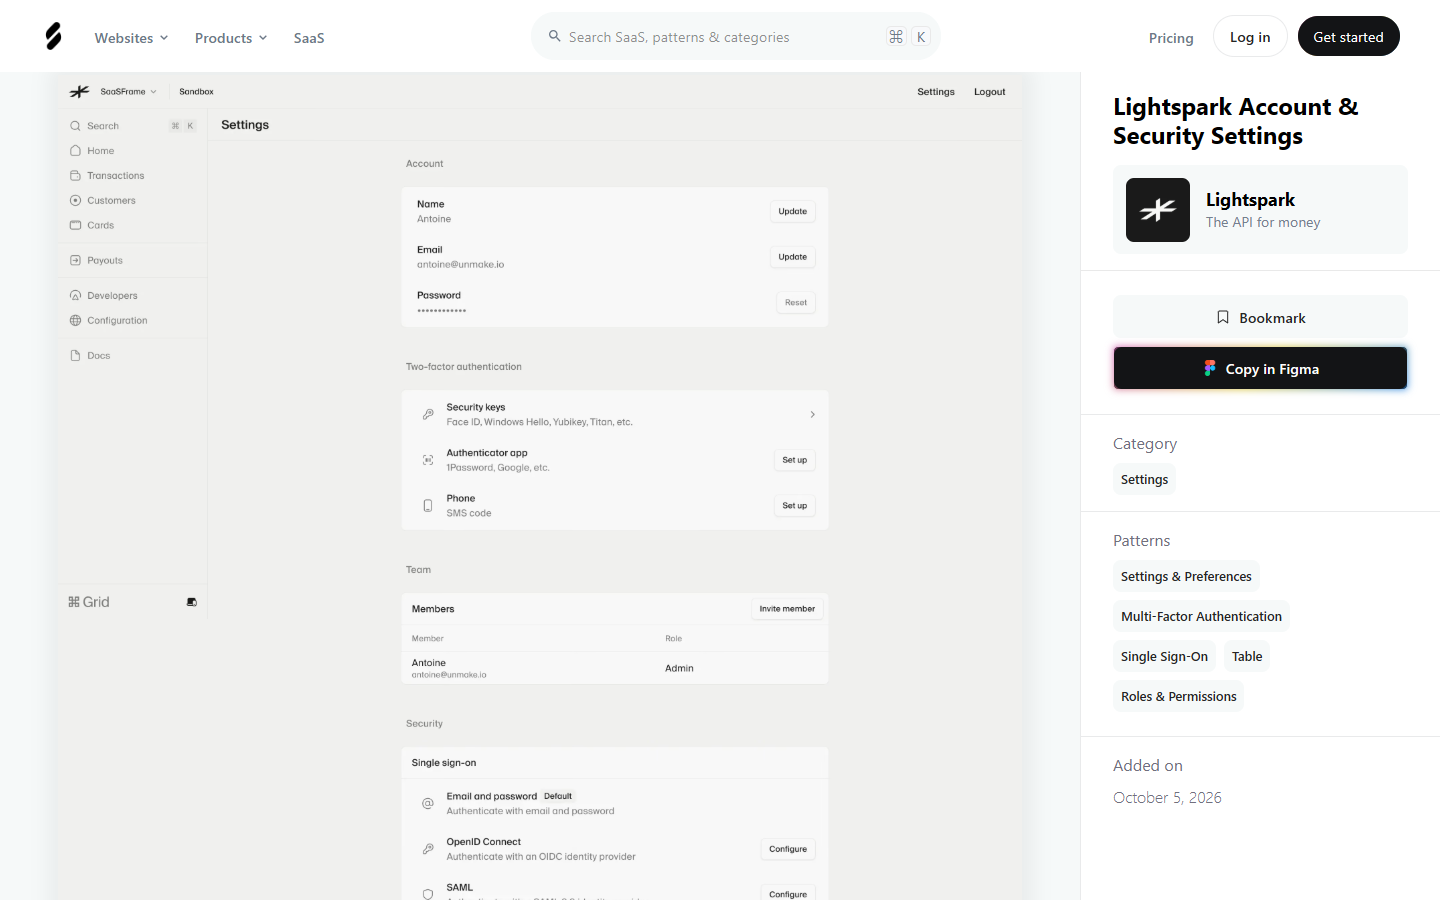 Websites
Products
SaaS
Search SaaS, patterns & categories
⌘ K
Pricing
Log in
Get started
SaaSFrame
Sandbox
Settings
Logout
Search
⌘ K
Home
Transactions
Customers
Cards
Payouts
Developers
Configuration
Docs
Grid
Settings
Account
Name
Antoine
Update
Email
antoine@unmake.io
Update
Password
••••••••••••
Reset
Two-factor authentication
Security keys
Face ID, Windows Hello, Yubikey, Titan, etc.
Authenticator app
1Password, Google, etc.
Set up
Phone
SMS code
Set up
Team
Members
Invite member
Member
Role
Antoine
antoine@unmake.io
Admin
Security
Single sign-on
Email and password Default
Authenticate with email and password
OpenID Connect
Authenticate with an OIDC identity provider
Configure
SAML
Configure
Lightspark Account &
Security Settings
Lightspark
The API for money
Bookmark
Copy in Figma
Category
Settings
Patterns
Settings & Preferences
Multi-Factor Authentication
Single Sign-On
Table
Roles & Permissions
Added on
October 5, 2026